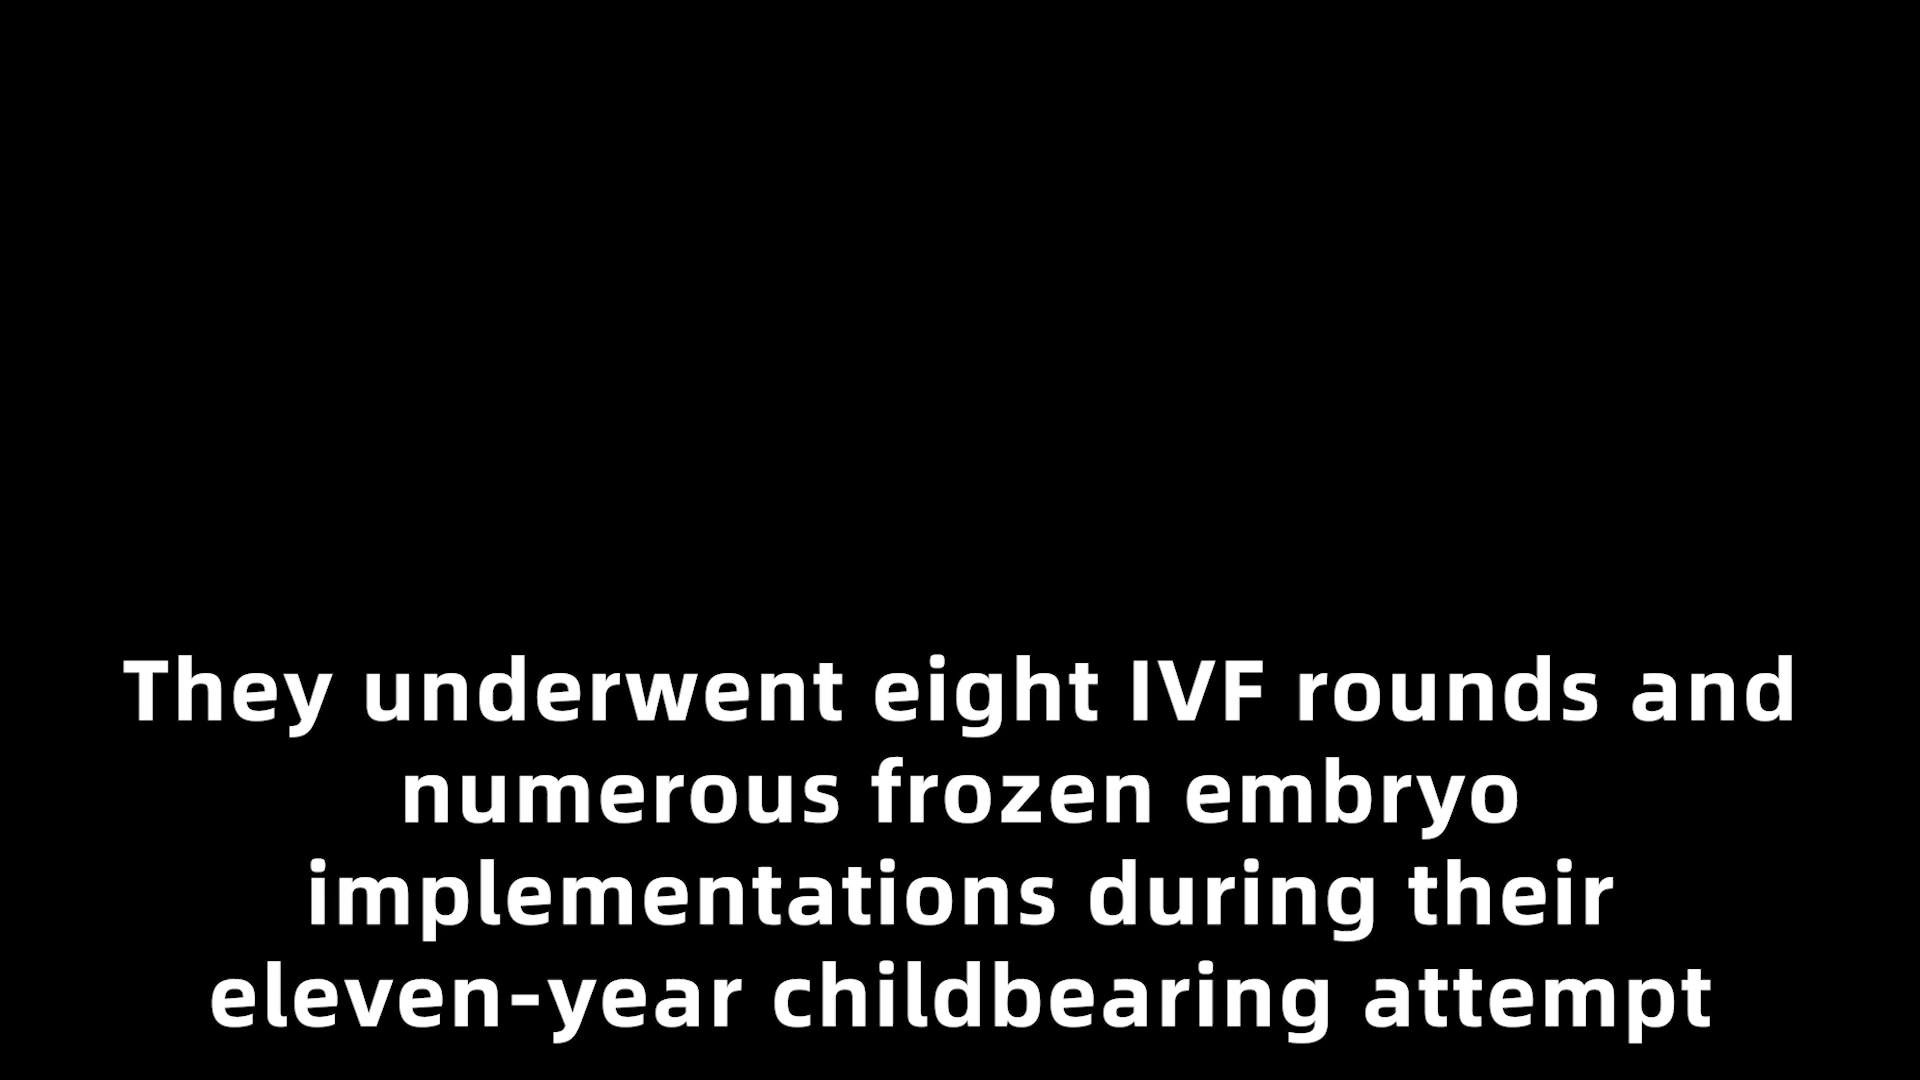 They underwent eight IVF rounds and
numerous frozen embryo
implementations during their
eleven-year childbearing attempt